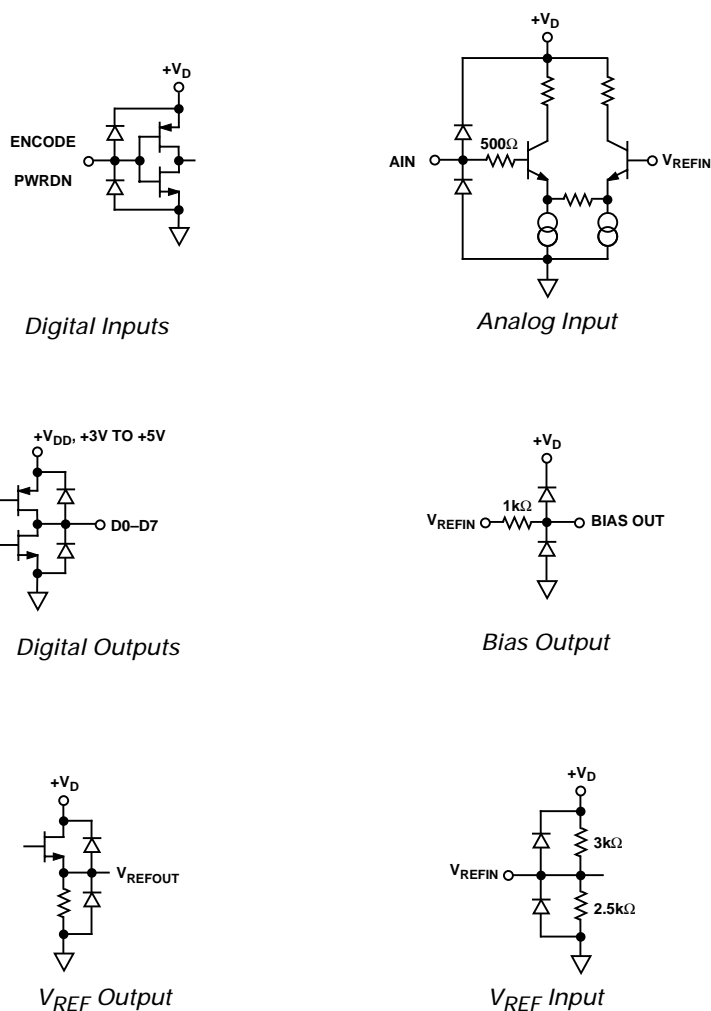 +VD
ENCODE
PWRDN
Digital Inputs
+VD
500Ω
AIN
VREFIN
Analog Input
+VDD, +3V TO +5V
D0–D7
Digital Outputs
+VD
1kΩ
VREFIN
BIAS OUT
Bias Output
+VD
VREFOUT
VREF Output
+VD
3kΩ
VREFIN
2.5kΩ
VREF Input